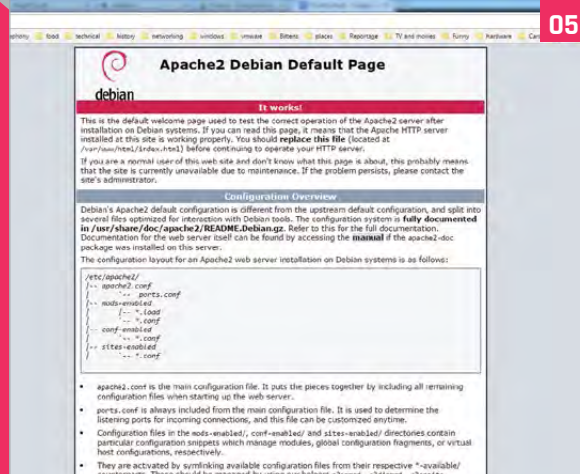 05
food technical history networking windows vmware Bitters places Reportage TV and movies funny hardware
Apache2 Debian Default Page
debian
It works!
This is the default welcome page used to test the correct operation of the Apache2 server after
installation on Debian systems. If you can read this page, it means that the Apache HTTP server
installed at this site is working properly. You should replace this file (located at
/var/www/html/index.html) before continuing to operate your HTTP server.
If you are a normal user of this web site and don't know what this page is about, this probably means
that the site is currently unavailable due to maintenance. If the problem persists, please contact the
site's administrator.
Configuration Overview
Debian's Apache2 default configuration is different from the upstream default configuration, and split into
several files optimized for interaction with Debian tools. The configuration system is fully documented
in /usr/share/doc/apache2/README.Debian.gz. Refer to this for the full documentation.
Documentation for the web server itself can be found by accessing the manual if the apache2-doc
package was installed on this server.
The configuration layout for an Apache2 web server installation on Debian systems is as follows:
/etc/apache2/
|-- apache2.conf
|   `-- ports.conf
|-- mods-enabled
|   |-- *.load
|   `-- *.conf
|-- conf-enabled
|   `-- *.conf
|-- sites-enabled
|   `-- *.conf
• apache2.conf is the main configuration file. It puts the pieces together by including all remaining
configuration files when starting up the web server.
• ports.conf is always included from the main configuration file. It is used to determine the
listening ports for incoming connections, and this file can be customized anytime.
• Configuration files in the mods-enabled/, conf-enabled/ and sites-enabled/ directories contain
particular configuration snippets which manage modules, global configuration fragments, or virtual
host configurations, respectively.
• They are activated by symlinking available configuration files from their respective *-available/